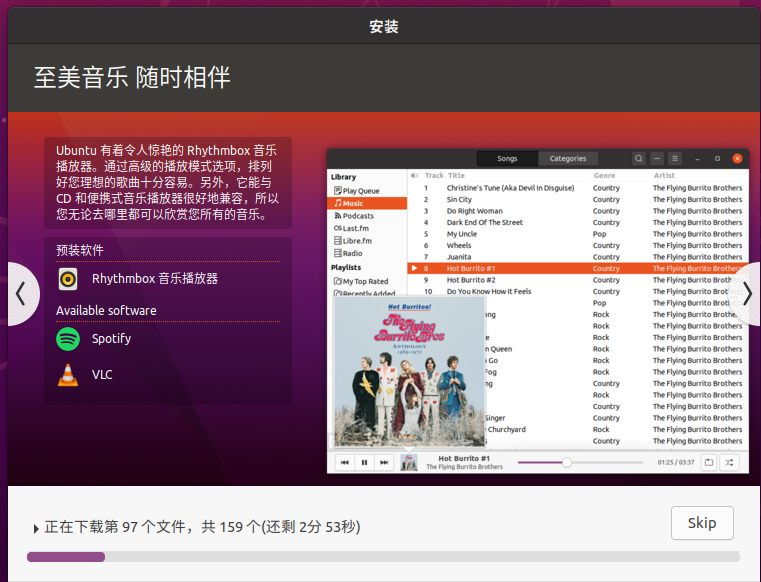 安装
至美音乐 随时相伴
Ubuntu 有着令人惊艳的 Rhythmbox 音乐
播放器。通过高级的播放模式选项，排列
好您理想的歌曲十分容易。另外，它能与
CD 和便携式音乐播放器很好地兼容，所以
您无论去哪里都可以欣赏您所有的音乐。
预装软件
Rhythmbox 音乐播放器
Available software
Spotify
VLC
Songs Categories
Library
Play Queue
Music
Podcasts
Last.fm
Libre.fm
Radio
Playlists
My Top Rated
Recently Added
Track Title Genre Artist
1 Christine's Tune (Aka Devil In Disguise) Country The Flying Burrito Brothers
2 Sin City Country The Flying Burrito Brothers
3 Do Right Woman Country The Flying Burrito Brothers
4 Dark End Of The Street Country The Flying Burrito Brothers
5 My Uncle Pop The Flying Burrito Brothers
6 Wheels Country The Flying Burrito Brothers
7 Juanita Country The Flying Burrito Brothers
8 Hot Burrito #1 Country The Flying Burrito Brothers
9 Hot Burrito #2 Country The Flying Burrito Brothers
10 Do You Know How It Feels Country The Flying Burrito Brothers
Pop The Flying Burrito Brothers
ong Rock The Flying Burrito Brothers
Rock The Flying Burrito Brothers
Rock The Flying Burrito Brothers
n Queen Rock The Flying Burrito Brothers
Go Rock The Flying Burrito Brothers
Fog Rock The Flying Burrito Brothers
ng Country The Flying Burrito Brothers
Country The Flying Burrito Brothers
Country The Flying Burrito Brothers
Singer Country The Flying Burrito Brothers
Churchyard Rock The Flying Burrito Brothers
Country The Flying Burrito Brothers
Hot Burritos!
The
Flying
Burrito Bros
Anthology
1969-1972
Hot Burrito #1
The Flying Burrito Brothers
01:25 / 03:37
正在下载第 97 个文件，共 159 个(还剩 2分 53秒)
Skip